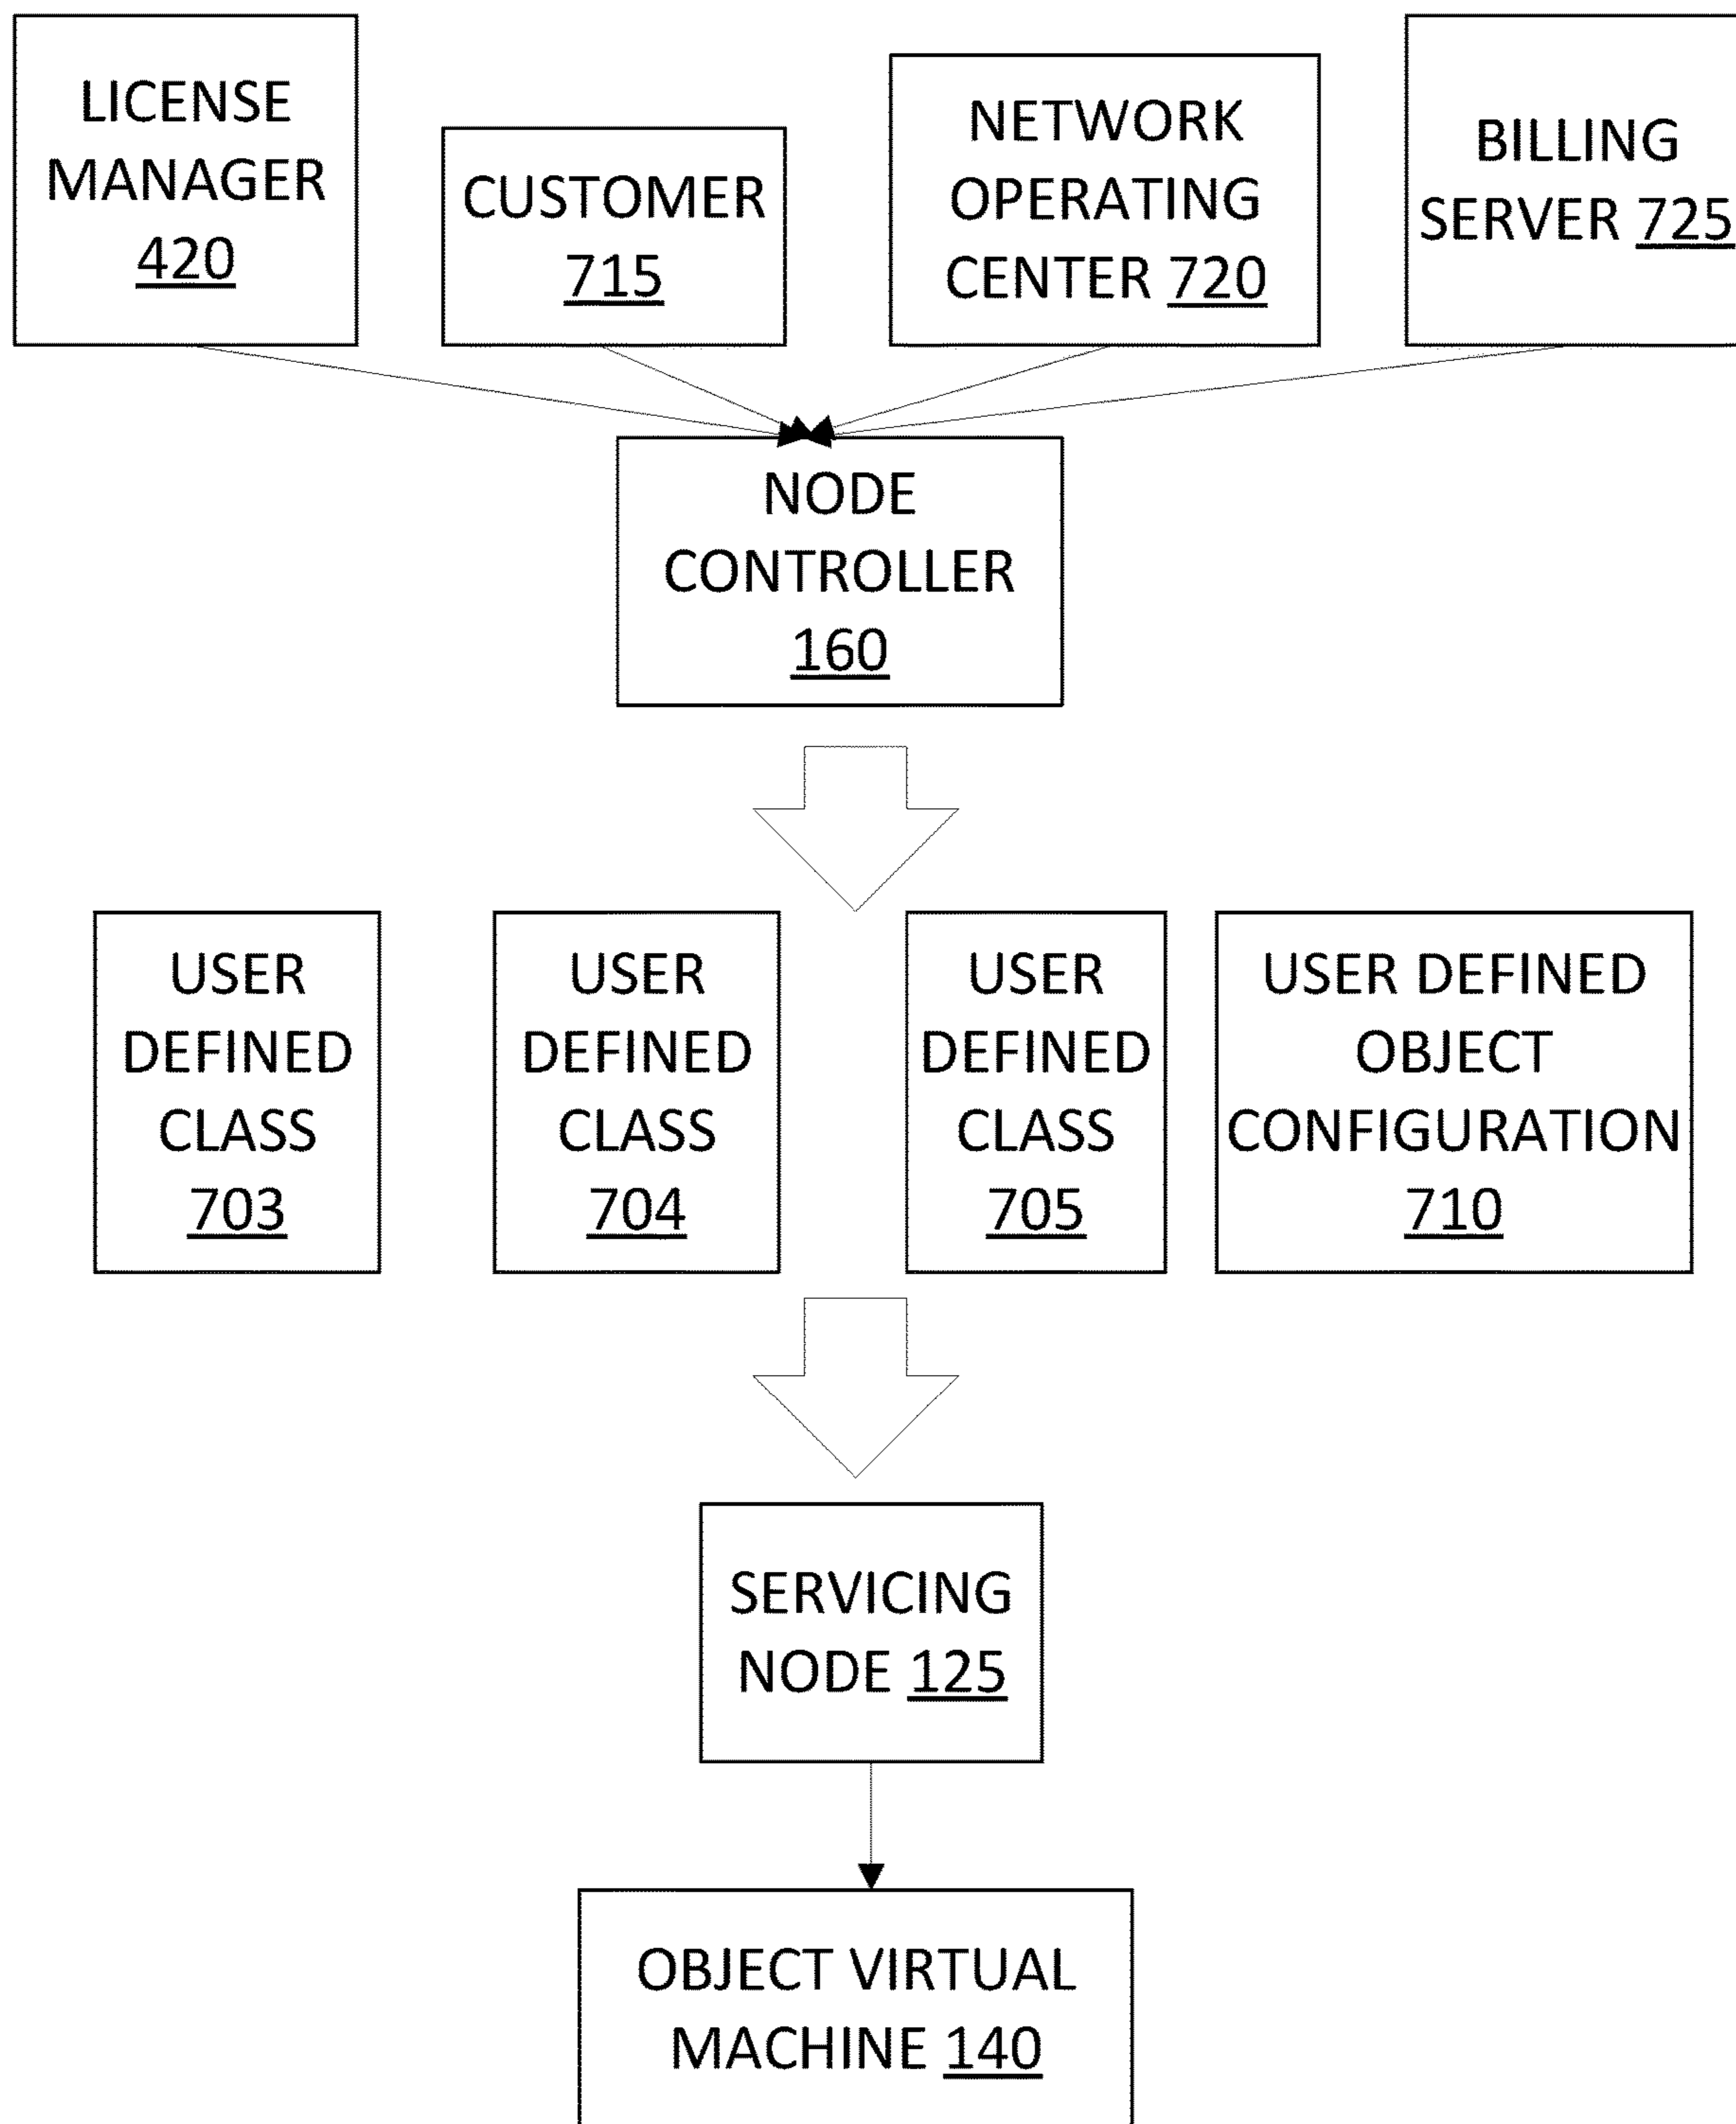 LICENSE
MANAGER
420
CUSTOMER
715
NETWORK
OPERATING
CENTER 720
BILLING
SERVER 725
NODE
CONTROLLER
160
USER
DEFINED
CLASS
703
USER
DEFINED
CLASS
704
USER
DEFINED
CLASS
705
USER DEFINED
OBJECT
CONFIGURATION
710
SERVICING
NODE 125
OBJECT VIRTUAL
MACHINE 140